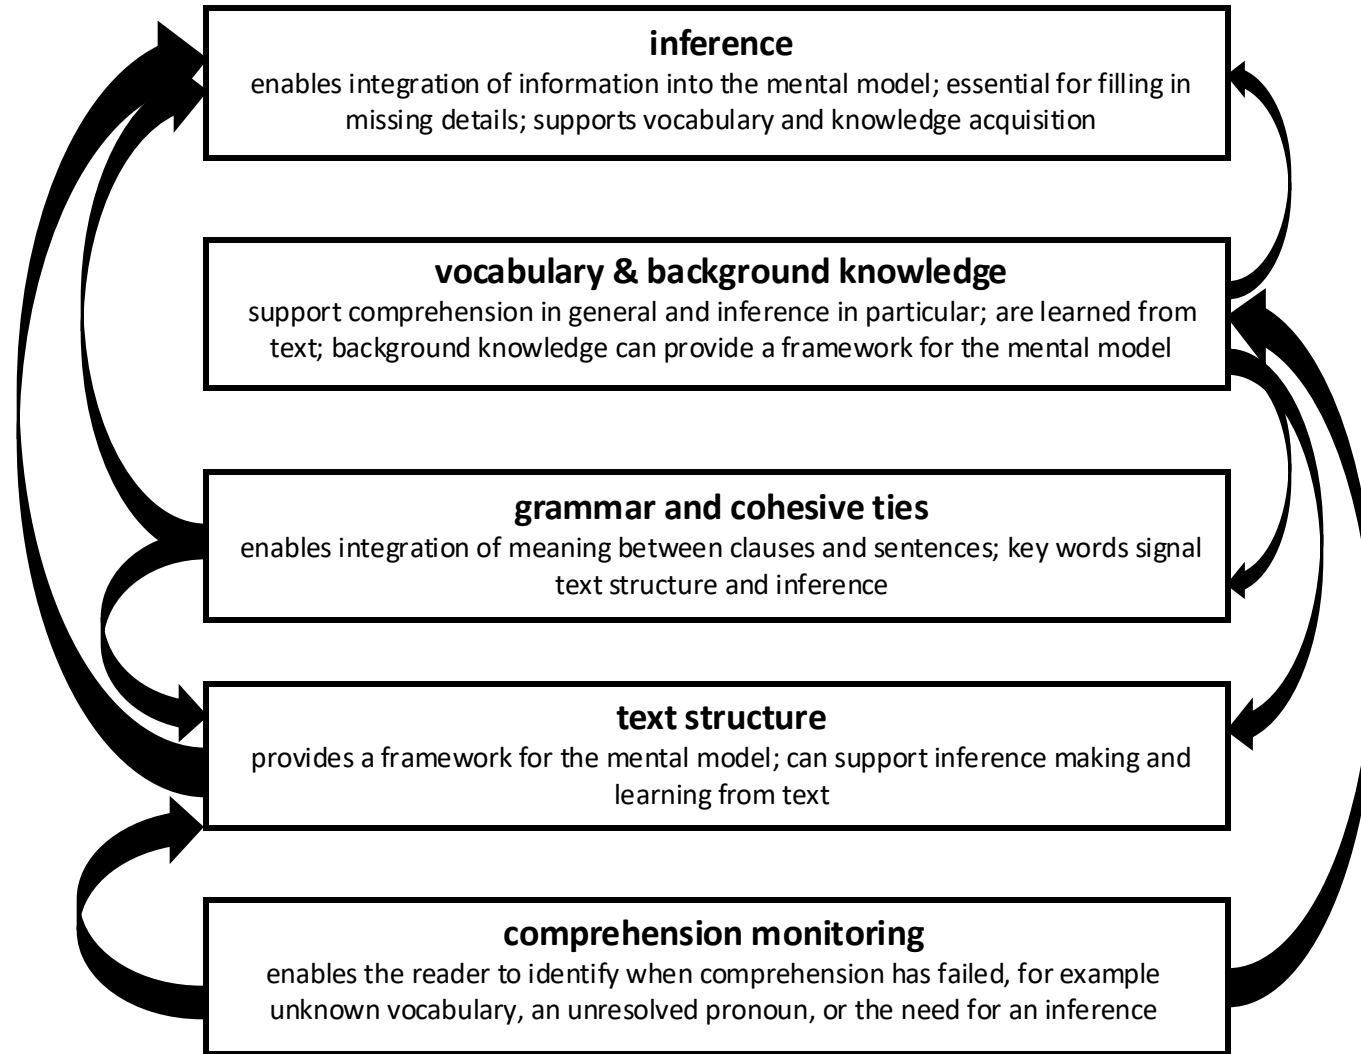 inference
enables integration of information into the mental model; essential for filling in
missing details; supports vocabulary and knowledge acquisition
vocabulary & background knowledge
support comprehension in general and inference in particular; are learned from
text; background knowledge can provide a framework for the mental model
grammar and cohesive ties
enables integration of meaning between clauses and sentences; key words signal
text structure and inference
text structure
provides a framework for the mental model; can support inference making and
learning from text
comprehension monitoring
enables the reader to identify when comprehension has failed, for example
unknown vocabulary, an unresolved pronoun, or the need for an inference